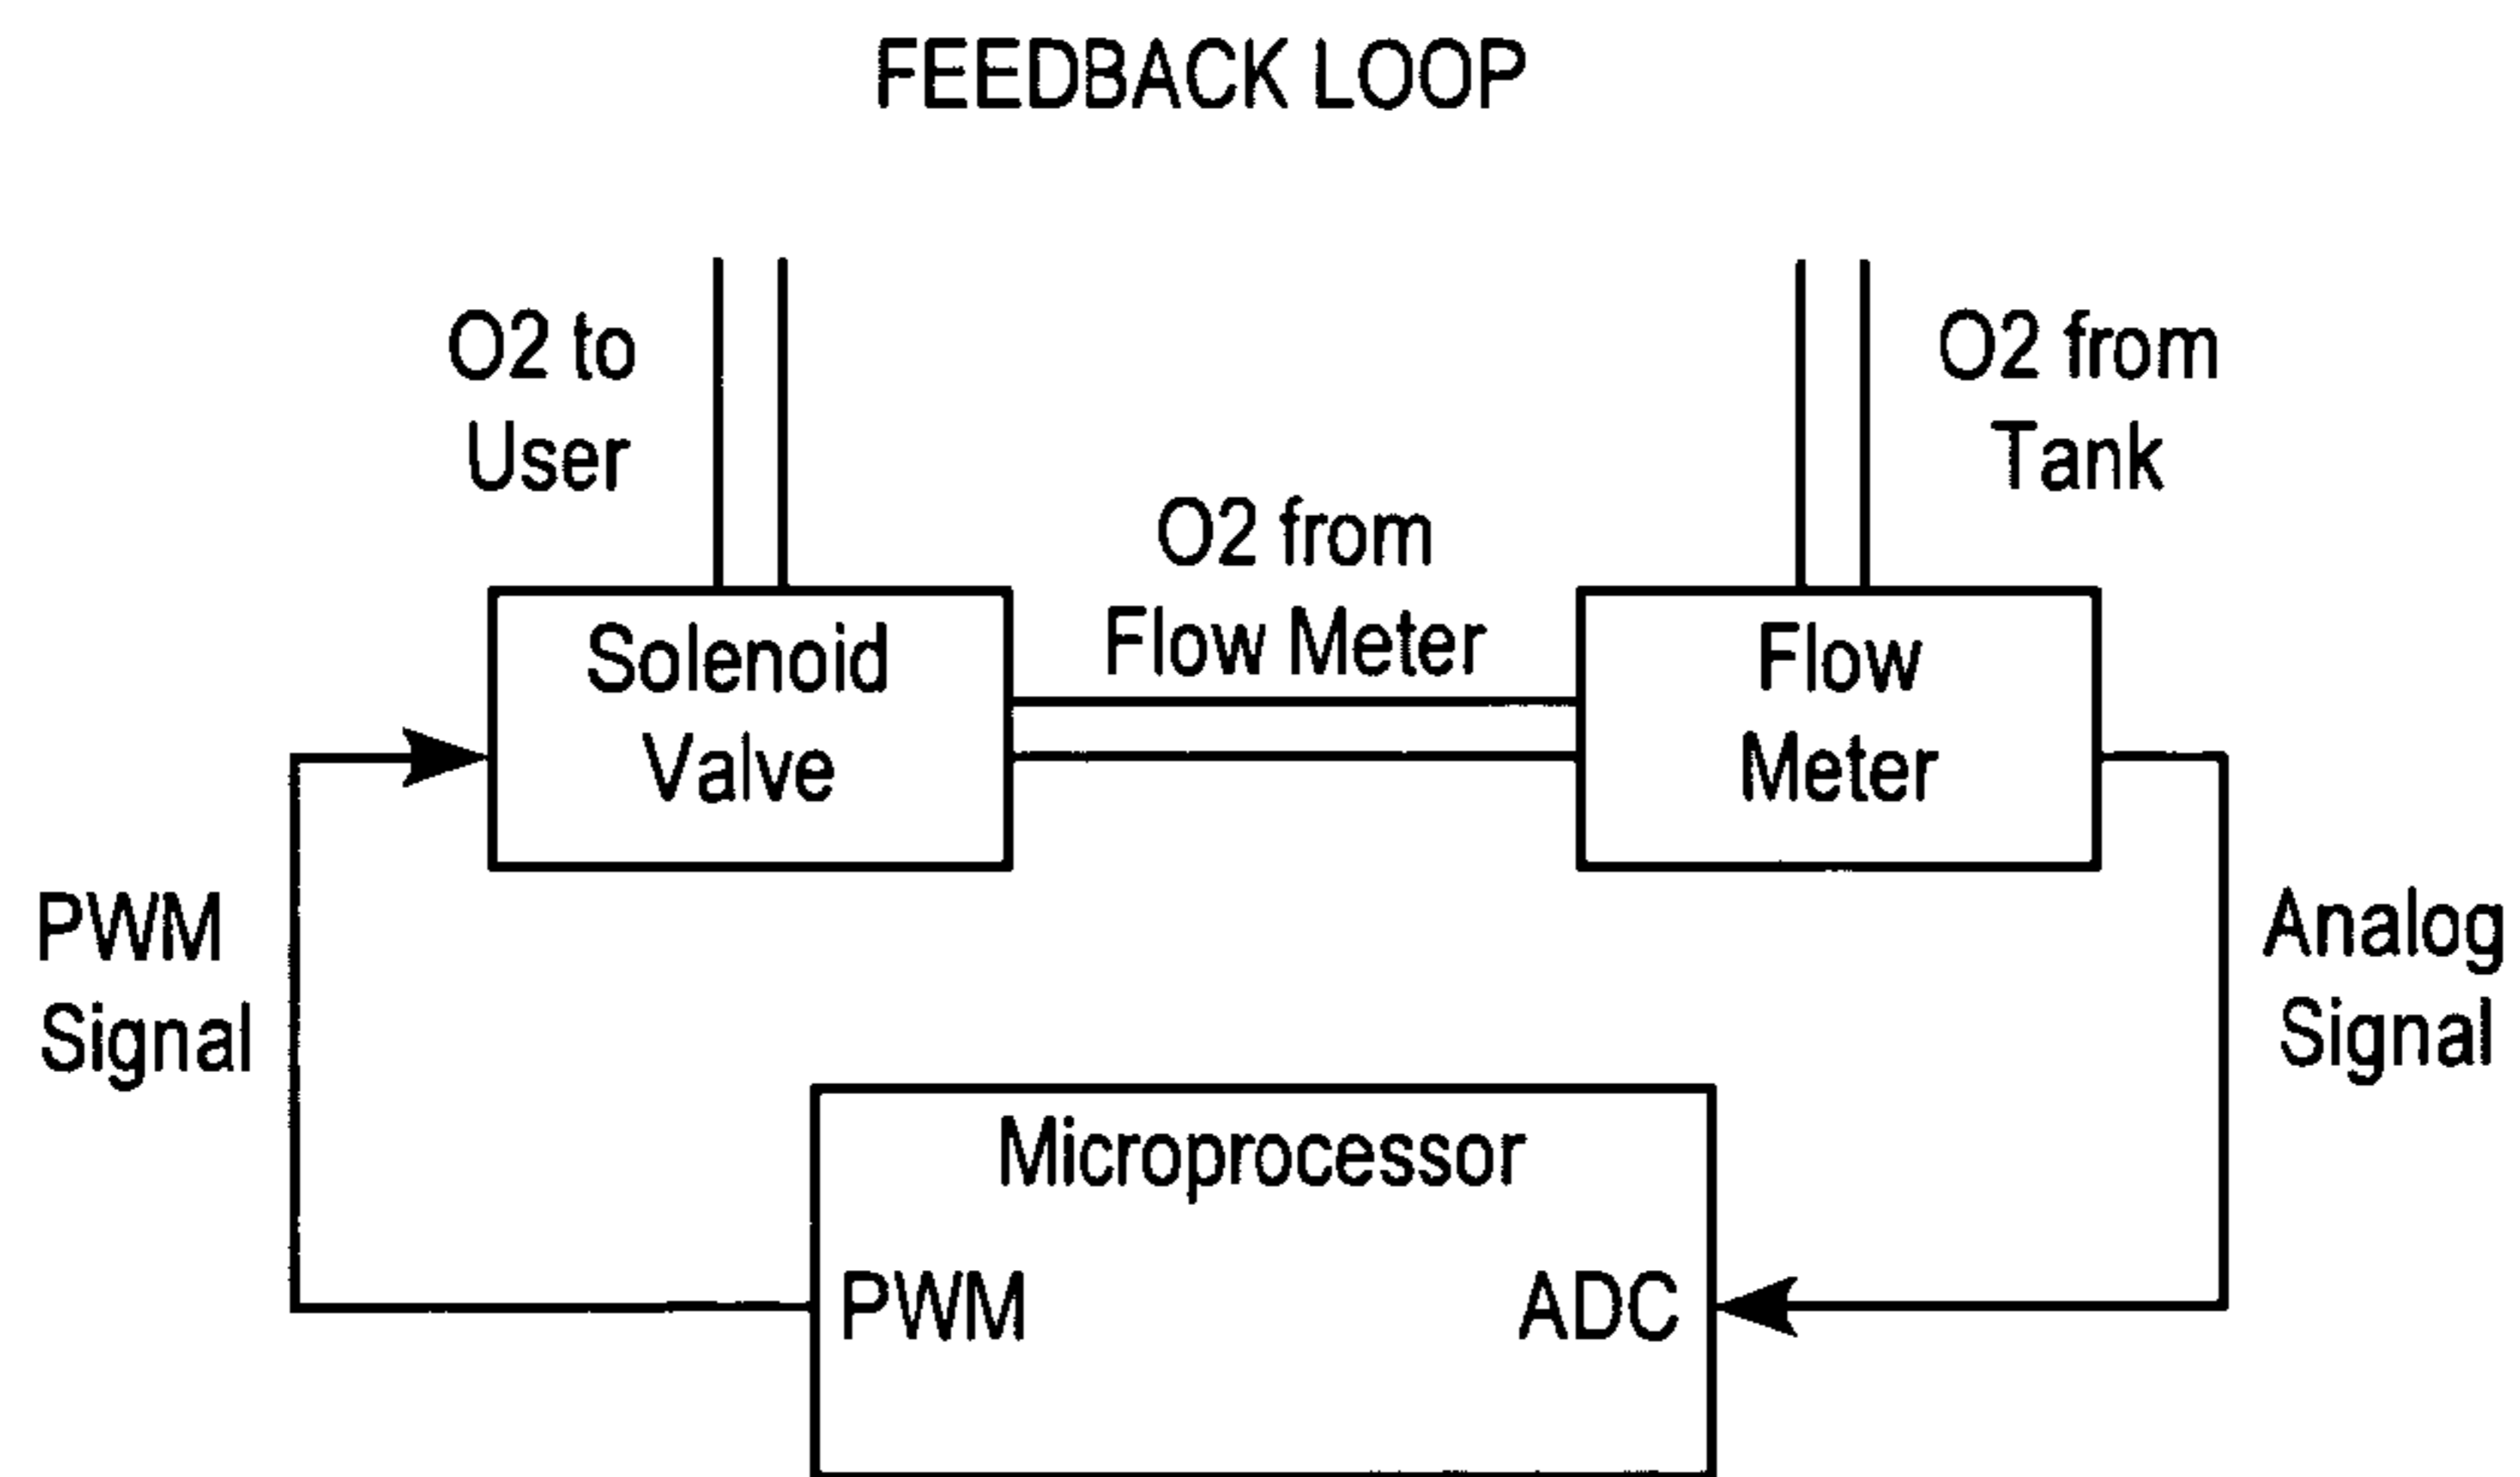 FEEDBACK LOOP
O2 to
User
O2 from
Tank
O2 from
Flow Meter
Solenoid
Valve
Flow
Meter
PWM
Signal
Analog
Signal
Microprocessor
PWM
ADC